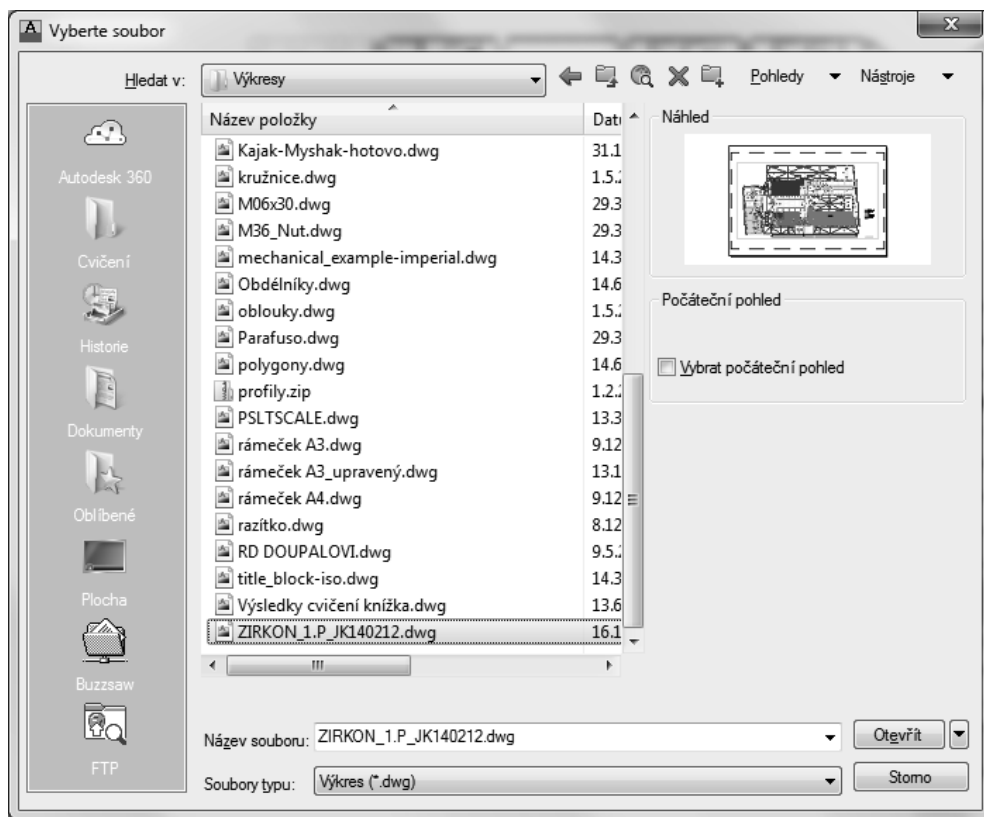 Vyberte soubor
Hledat v: Výkresy Pohledy Nástroje
Název položky Datu
Kajak-Myshak-hotovo.dwg 31.1
kružnice.dwg 1.5.2
M06x30.dwg 29.3
M36_Nut.dwg 29.3
mechanical_example-imperial.dwg 14.3
Obdélníky.dwg 14.6
oblouky.dwg 1.5.2
Parafuso.dwg 29.3
polygony.dwg 14.6
profily.zip 1.2.2
PSLTSCALE.dwg 13.3
rámeček A3.dwg 9.12
rámeček A3_upravený.dwg 13.1
rámeček A4.dwg 9.12
razítko.dwg 8.12
RD DOUPALOVI.dwg 9.5.2
title_block-iso.dwg 14.3
Výsledky cvičení knížka.dwg 13.6
ZIRKON_1.P_JK140212.dwg 16.1
Autodesk 360
Cvičení
Historie
Dokumenty
Oblíbené
Plocha
Buzzsaw
FTP
Náhled
Počáteční pohled
Vybrat počáteční pohled
Název souboru: ZIRKON_1.P_JK140212.dwg Otevřít
Soubory typu: Výkres (*.dwg) Storno